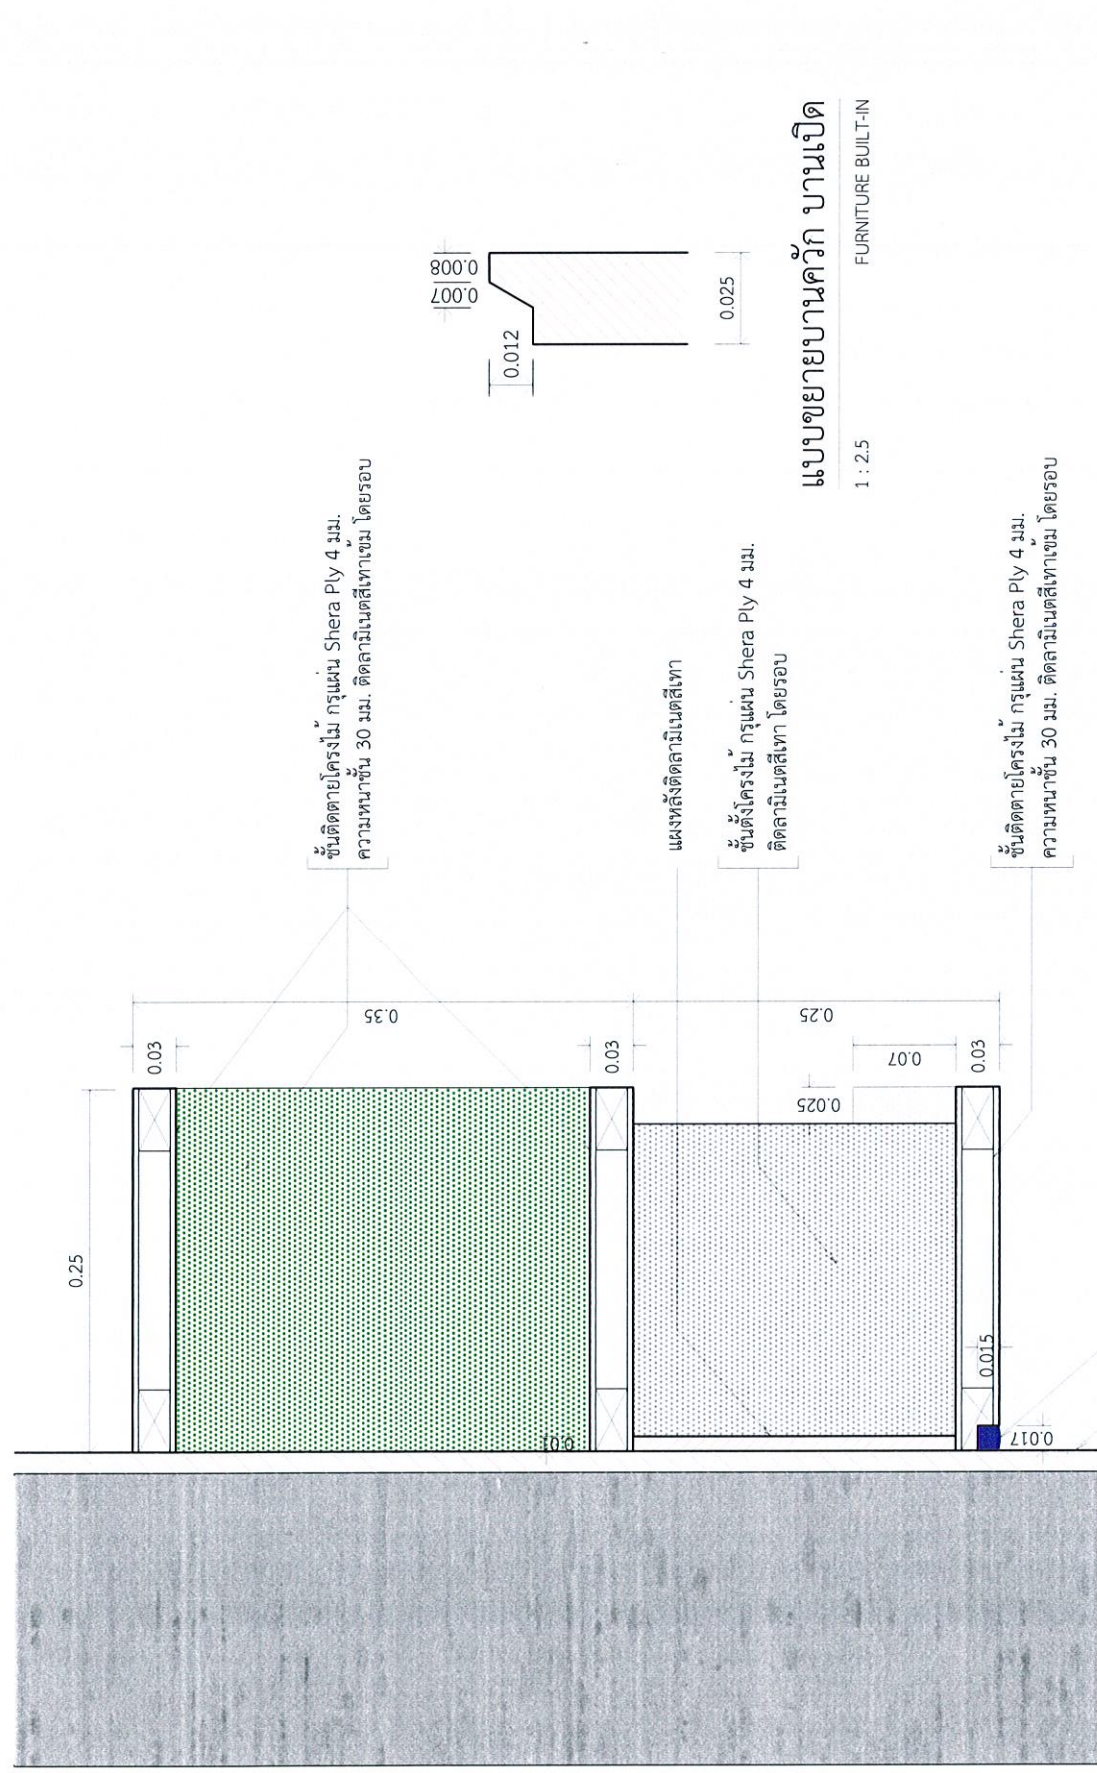 0.25
0.03
0.35
0.03
0.25
0.07
0.025
0.03
0.01
0.015
0.017
ชั้นติดตายโครงไม้ กรุแผ่น Shera Ply 4 มม.
ความหนาชั้น 30 มม. ติดลามิเนตสีเทาเข้ม โดยรอบ
แผงหลังติดลามิเนตสีเทา
ชั้นตั้งโครงไม้ กรุแผ่น Shera Ply 4 มม.
ติดลามิเนตสีเทา โดยรอบ
ชั้นติดตายโครงไม้ กรุแผ่น Shera Ply 4 มม.
ความหนาชั้น 30 มม. ติดลามิเนตสีเทาเข้ม โดยรอบ
0.008
0.007
0.012
0.025
แบบขยายบานควัก บานเปิด
1 : 2.5
FURNITURE BUILT-IN